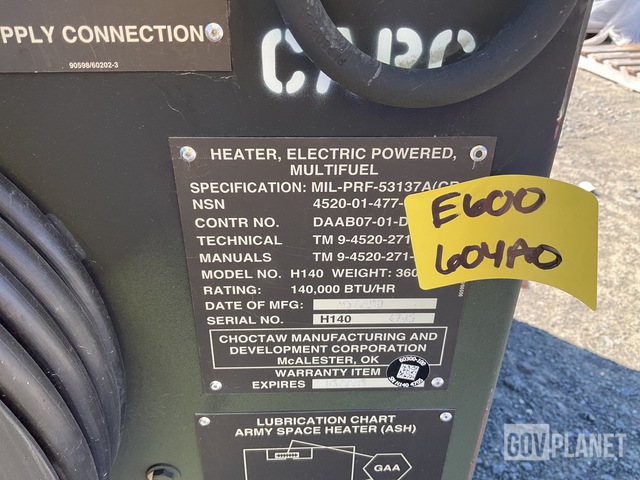 PPLY CONNECTION
90598/60202-3
CARC
HEATER, ELECTRIC POWERED,
MULTIFUEL
SPECIFICATION: MIL-PRF-53137A(CR
NSN 4520-01-477-
CONTR NO. DAAB07-01-D
TECHNICAL TM 9-4520-271
MANUALS TM 9-4520-271-
MODEL NO. H140 WEIGHT: 360
RATING: 140,000 BTU/HR
DATE OF MFG:
SERIAL NO. H140
CHOCTAW MANUFACTURING AND
DEVELOPMENT CORPORATION
McALESTER, OK
WARRANTY ITEM
EXPIRES
E600
604A0
LUBRICATION CHART
ARMY SPACE HEATER (ASH)
GAA
GOVPLANET